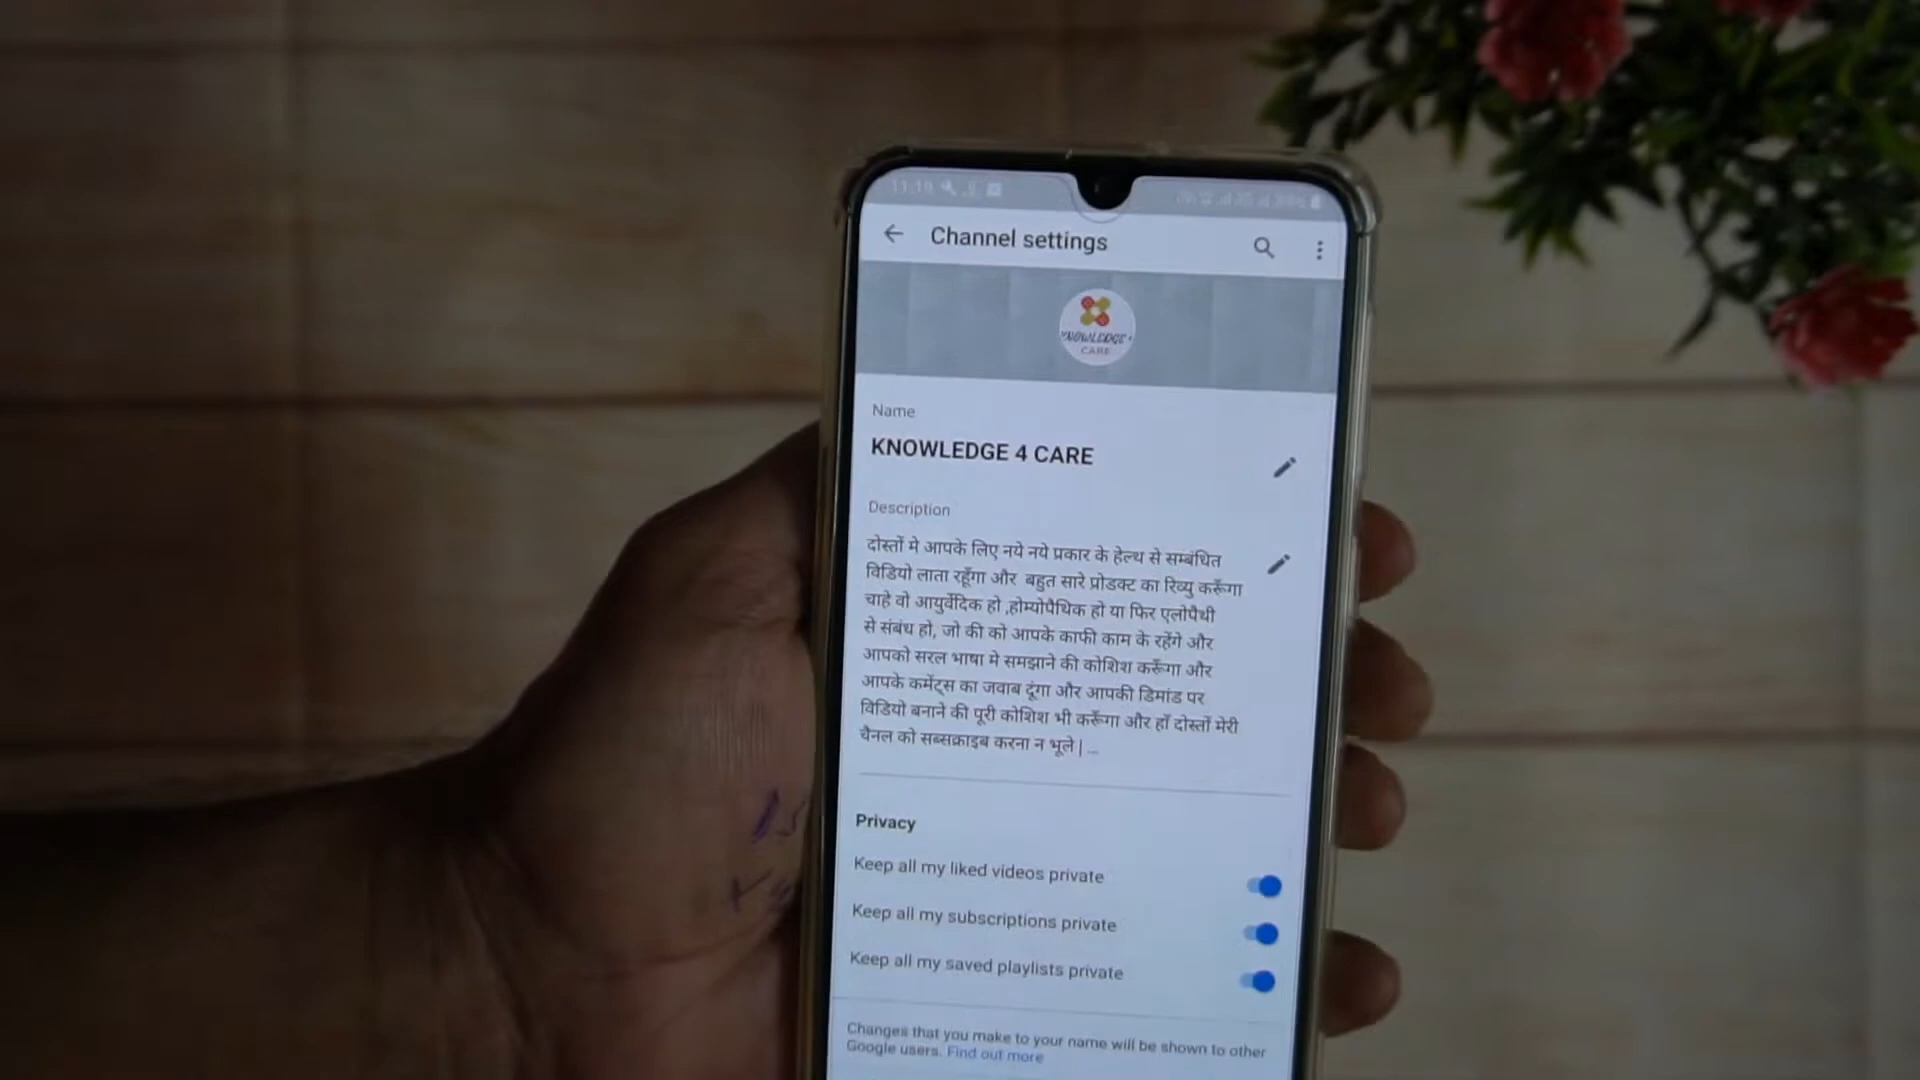 11:19
Channel settings
KNOWLEDGE
CARE
Name
KNOWLEDGE 4 CARE
Description
दोस्तों मे आपके लिए नये नये प्रकार के हेल्थ से सम्बंधित
विडियो लाता रहूँगा और बहुत सारे प्रोडक्ट का रिव्यु करूँगा
चाहे वो आयुर्वेदिक हो ,होम्योपैथिक हो या फिर एलोपैथी
से संबंध हो, जो की को आपके काफी काम के रहेंगे और
आपको सरल भाषा मे समझाने की कोशिश करूँगा और
आपके कमेंट्स का जवाब दूंगा और आपकी डिमांड पर
विडियो बनाने की पूरी कोशिश भी करूँगा और हाँ दोस्तों मेरी
चैनल को सब्सक्राइब करना न भूले | ...
Privacy
Keep all my liked videos private
Keep all my subscriptions private
Keep all my saved playlists private
Changes that you make to your name will be shown to other
Google users. Find out more